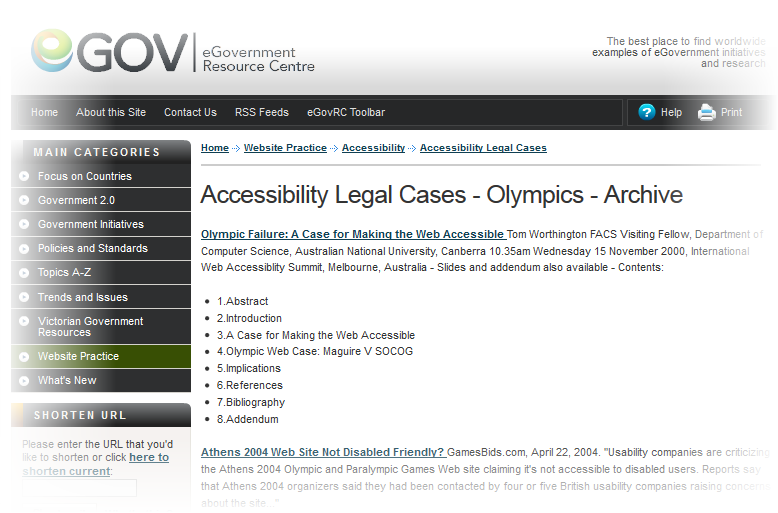 eGOV
eGovernment
Resource Centre
The best place to find worldwide
examples of eGovernment initiatives
and research
Home About this Site Contact Us RSS Feeds eGovRC Toolbar
? Help Print
MAIN CATEGORIES
Focus on Countries
Government 2.0
Government Initiatives
Policies and Standards
Topics A-Z
Trends and Issues
Victorian Government
Resources
Website Practice
What's New
SHORTEN URL
Please enter the URL that you'd
like to shorten or click here to
shorten current:
Home Website Practice Accessibility Accessibility Legal Cases
Accessibility Legal Cases - Olympics - Archive
Olympic Failure: A Case for Making the Web Accessible Tom Worthington FACS Visiting Fellow, Department of
Computer Science, Australian National University, Canberra 10.35am Wednesday 15 November 2000, International
Web Accessiblity Summit, Melbourne, Australia - Slides and addendum also available - Contents:
1.Abstract
2.Introduction
3.A Case for Making the Web Accessible
4.Olympic Web Case: Maguire V SOCOG
5.Implications
6.References
7.Bibliography
8.Addendum
Athens 2004 Web Site Not Disabled Friendly? GamesBids.com, April 22, 2004. "Usability companies are criticizing
the Athens 2004 Olympic and Paralympic Games Web site claiming it's not accessible to disabled users. Reports say
that Athens 2004 organizers said they had been contacted by four or five British usability companies raising concerns
about the site..."